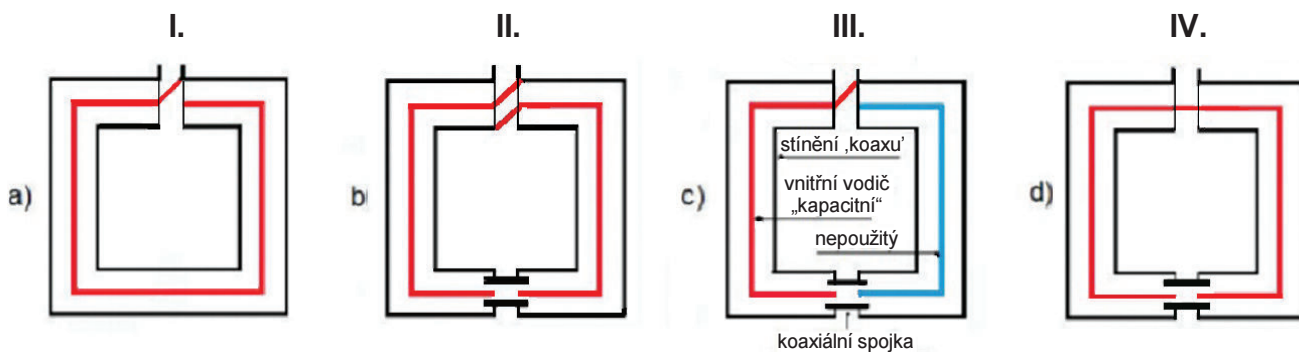 I. II. III. IV.
a) b) c) d)
stínění ‚koaxu’
vnitřní vodič
„kapacitní“
nepoužitý
koaxiální spojka